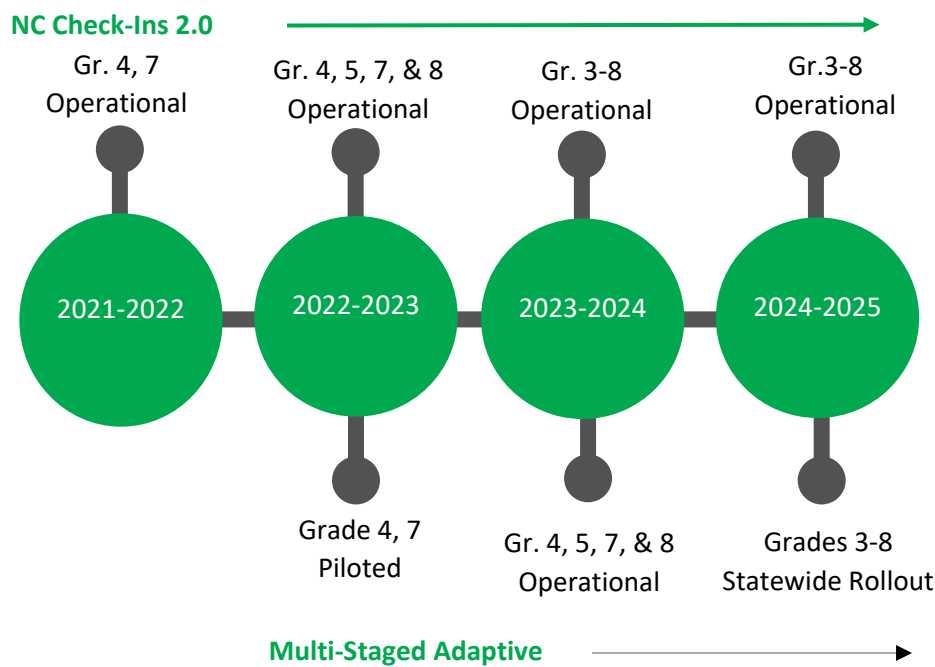 NC Check-Ins 2.0
Gr. 4, 7
Operational
Gr. 4, 5, 7, & 8
Operational
Gr. 3-8
Operational
Gr.3-8
Operational
2021-2022
2022-2023
2023-2024
2024-2025
Grade 4, 7
Piloted
Gr. 4, 5, 7, & 8
Operational
Grades 3-8
Statewide Rollout
Multi-Staged Adaptive